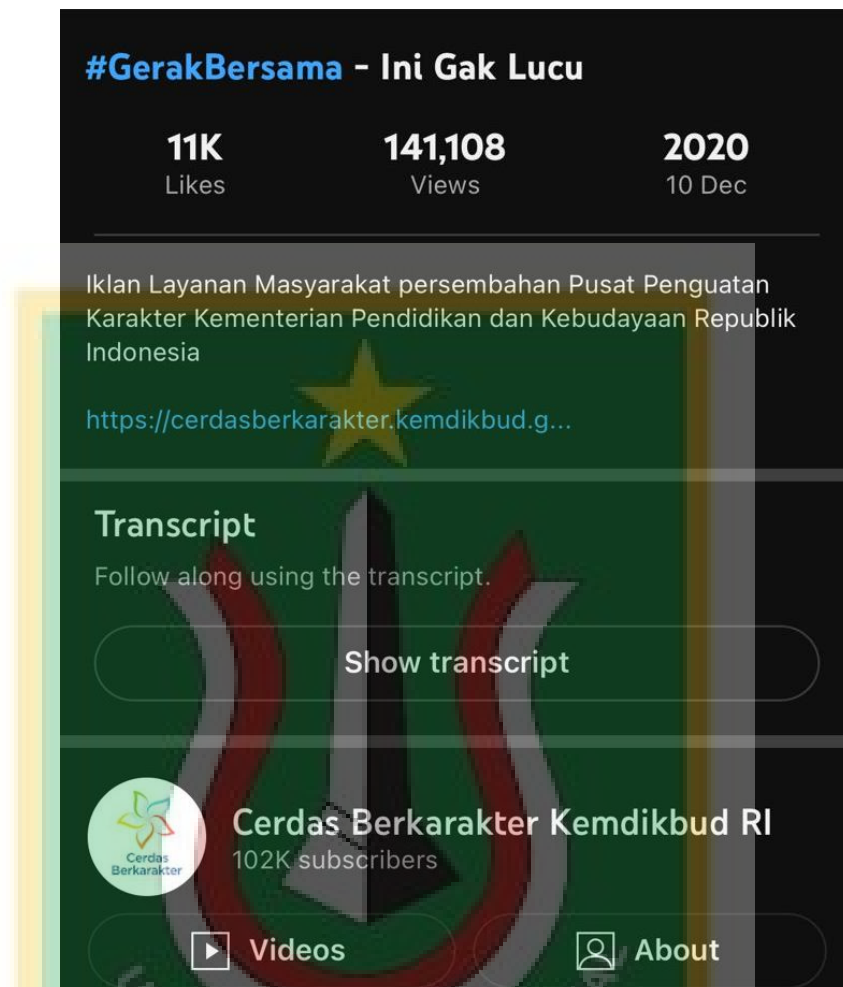 #GerakBersama - Ini Gak Lucu
11K 141,108 2020
Likes Views 10 Dec
Iklan Layanan Masyarakat persembahan Pusat Penguatan
Karakter Kementerian Pendidikan dan Kebudayaan Republik
Indonesia
https://cerdasberkarakter.kemdikbud.g...
Transcript
Follow along using the transcript.
Show transcript
Cerdas Berkarakter Kemdikbud RI
102K subscribers
Cerdas
Berkarakter
Videos About